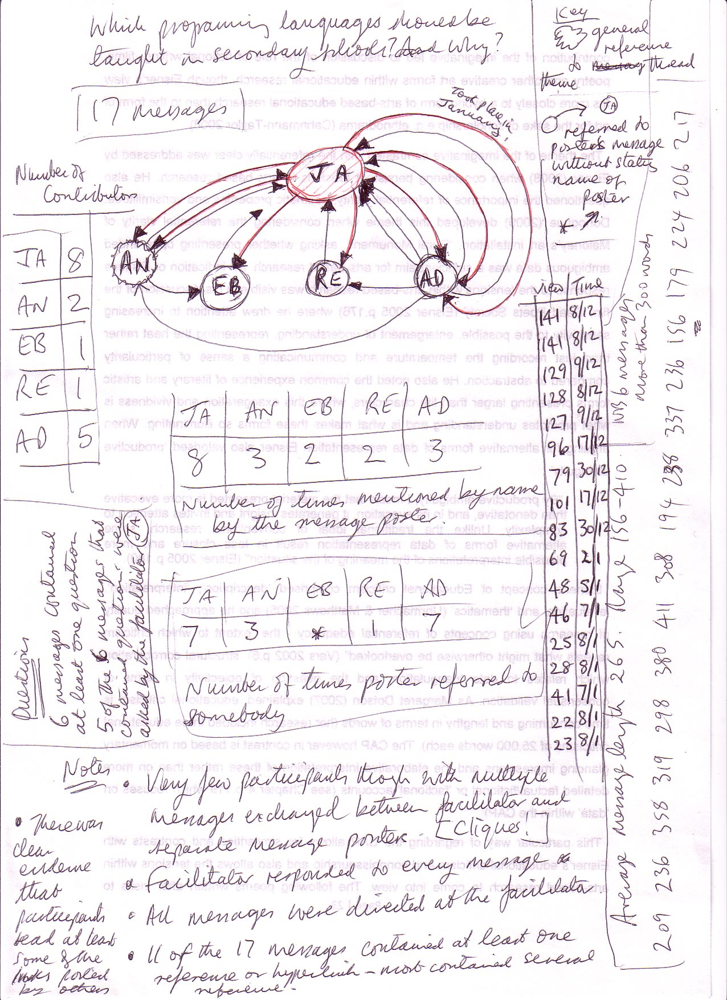 Which programing languages should be
taught in secondary schools? And Why?
17 messages
Took place in
January!
Key
general
reference
to message thread
theme
JA
referred to
poster's message
without stating
name of
poster
*
Number of
Contributors
JA 8
AN 2
EB 1
RE 1
AD 5
JA
AN
EB
RE
AD
JA AN EB RE AD
8 3 2 2 3
Number of times mentioned by name
by the message poster.
JA AN EB RE AD
7 3 * 1 7
Number of times poster referred to
somebody
Questions
6 messages contained
at least one question
5 of the 6 messages that
contained questions were
asked by the facilitator (JA)
view Time
141 8/12
141 8/12
129 9/12
128 8/12
127 9/12
96 17/12
79 30/12
101 17/12
83 30/12
69 2/1
48 5/1
46 7/1
25 8/1
28 8/1
41 7/1
22 8/1
23 8/1
NB 6 messages
more than 300 words
Average message length 265. Range 156-410.
209 236 358 319 298 380 411 308 194 288 337 236 156 179 224 206 217
Notes
• Very few participants though with multiple
messages exchanged between facilitator and
separate message posters. [Cliques!]
• Facilitator responded to every message
• All messages were directed at the facilitator.
• 11 of the 17 messages contained at least one
reference or hyperlink - most contained several
reference.
• There was
clear
evidence
that
participants
read at least
some of the
links posted
by others